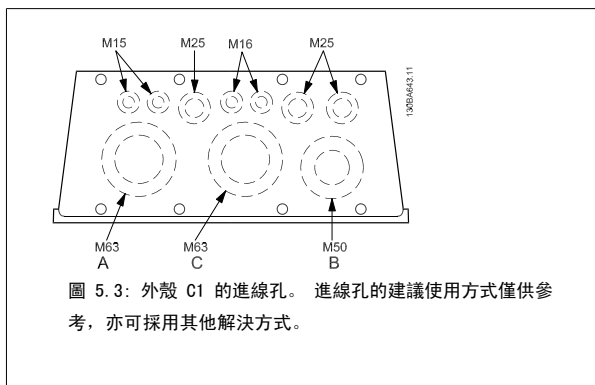 M15 M25 M16 M25
130BA643.11
M63 M63 M50
A C B
圖 5.3: 外殼 C1 的進線孔。 進線孔的建議使用方式僅供參
考, 亦可採用其他解決方式。